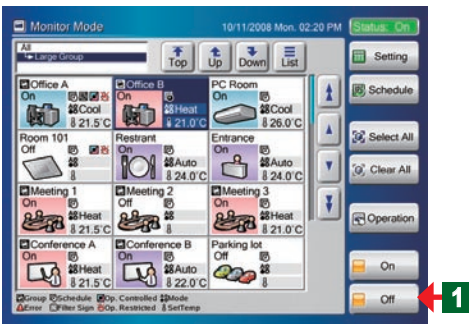 Monitor Mode 10/11/2008 Mon. 02:20 PM Status: On
All
Large Group
Top Up Down List
Setting
Schedule
Select All
Clear All
Operation
On
Off
1
Office A
On
Cool
21.5°C
Office B
On
Heat
21.0°C
PC Room
On
Cool
26.0°C
Room 101
Off
Restrant
On
Auto
24.0°C
Entrance
On
Auto
24.0°C
Meeting 1
On
Heat
21.5°C
Meeting 2
Off
Meeting 3
On
Heat
21.0°C
Conference A
On
Heat
21.5°C
Conference B
On
Auto
22.0°C
Parking lot
Off
Group Schedule Op. Controlled Mode
Error Filter Sign Op. Restricted SetTemp